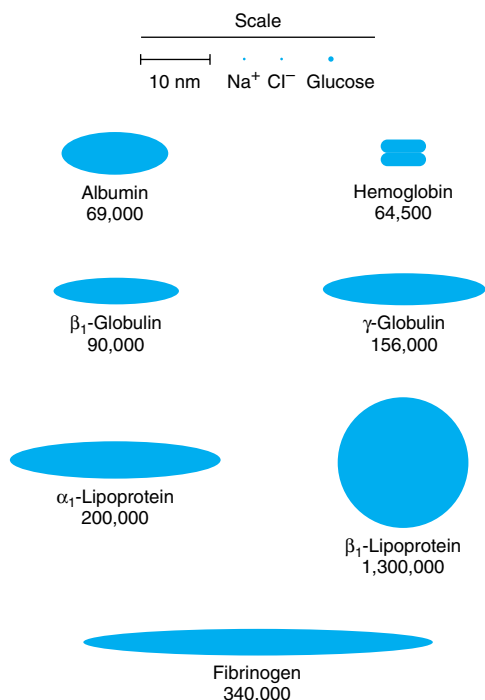 Scale
10 nm Na⁺ Cl⁻ Glucose
Albumin
69,000
Hemoglobin
64,500
β₁-Globulin
90,000
γ-Globulin
156,000
α₁-Lipoprotein
200,000
β₁-Lipoprotein
1,300,000
Fibrinogen
340,000